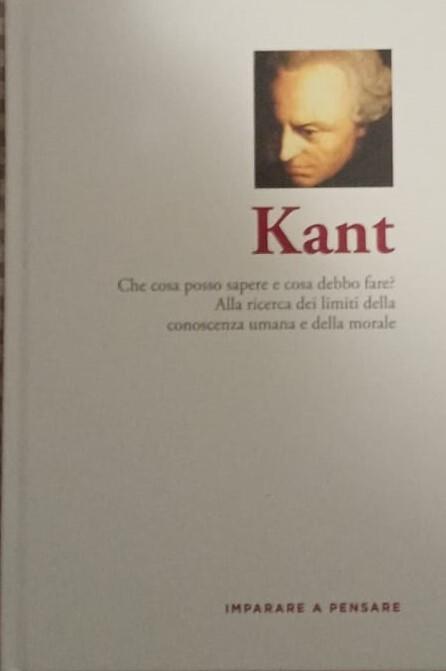 Kant
Che cosa posso sapere e cosa debbo fare?
Alla ricerca dei limiti della
conoscenza umana e della morale
IMPARARE A PENSARE